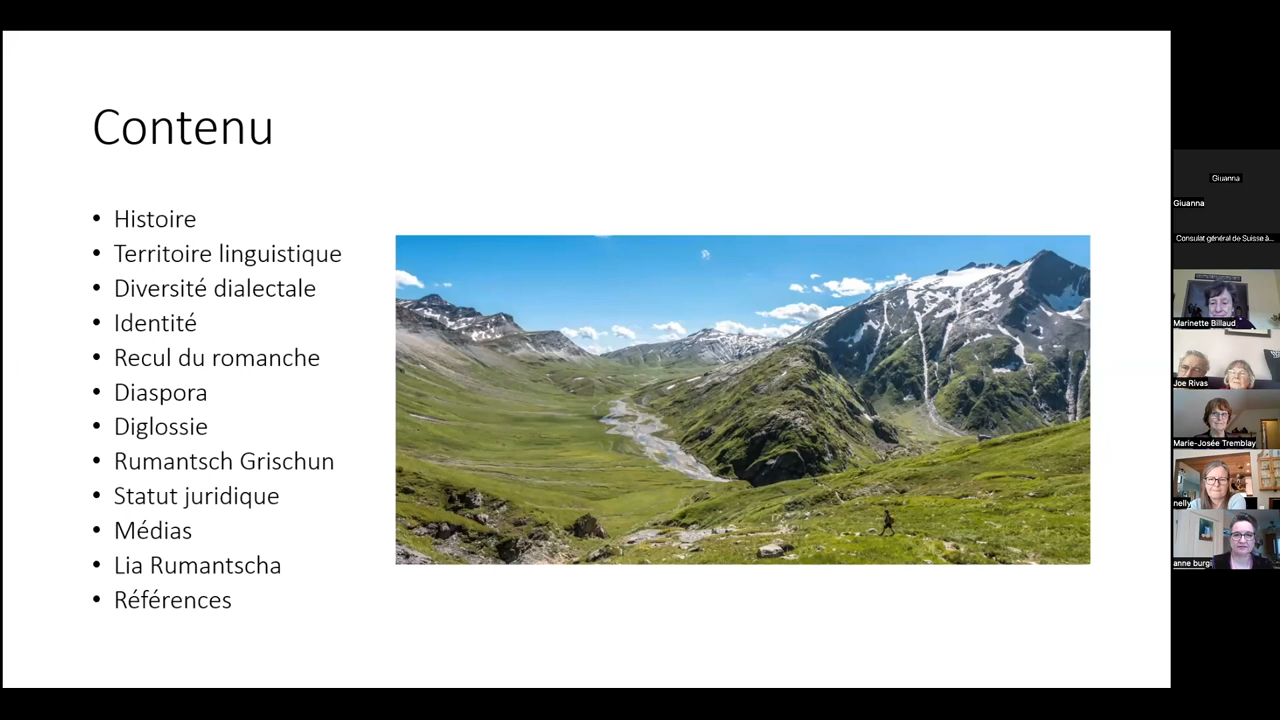 Contenu
• Histoire
• Territoire linguistique
• Diversité dialectale
• Identité
• Recul du romanche
• Diaspora
• Diglossie
• Rumantsch Grischun
• Statut juridique
• Médias
• Lia Rumantscha
• Références
Giuanna
Giuanna
Consulat général de Suisse à...
Marinette Billaud
Joe Rivas
Marie-Josée Tremblay
nelly
anne burgi